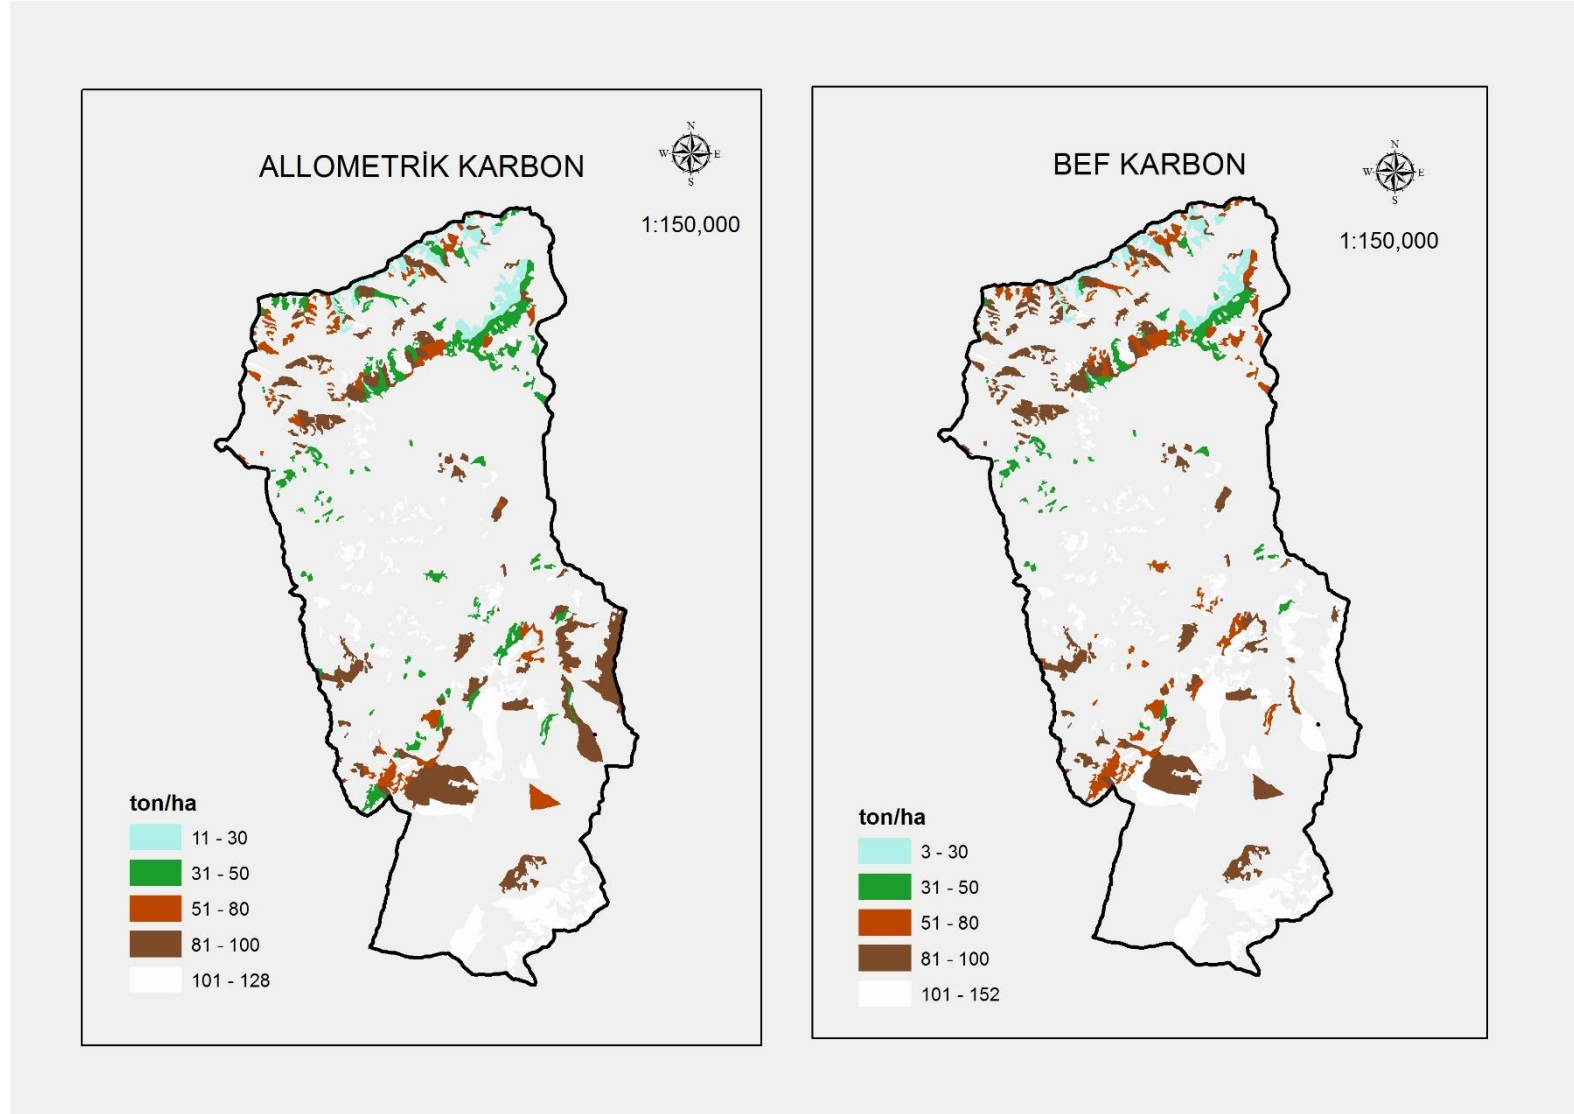 ALLOMETRİK KARBON
N
W
E
S
1:150,000
ton/ha
11 - 30
31 - 50
51 - 80
81 - 100
101 - 128
BEF KARBON
N
W
E
S
1:150,000
ton/ha
3 - 30
31 - 50
51 - 80
81 - 100
101 - 152